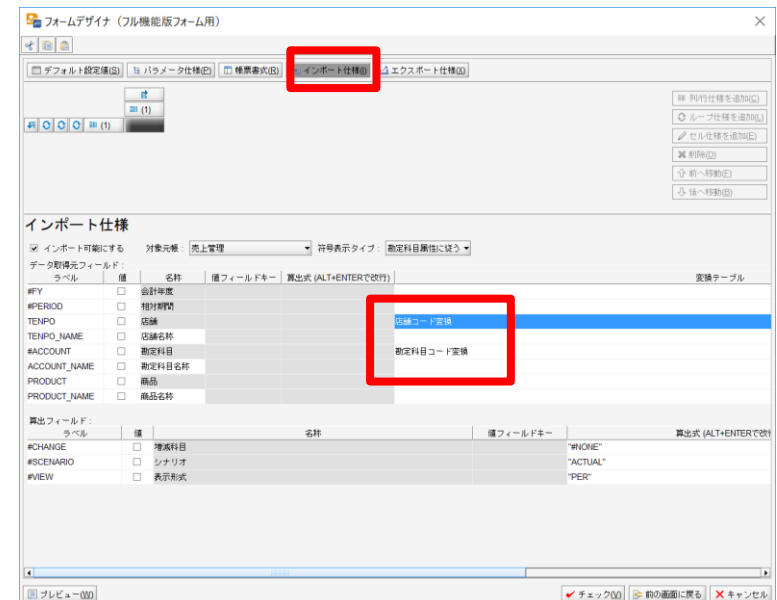 フォームデザイナ（フル機能版フォーム用）
デフォルト設定値(S) パラメータ仕様(P) 帳票書式(R) インポート仕様(I) エクスポート仕様(X)
(1)
(1)
列/行仕様を追加(C)
ループ仕様を追加(L)
セル仕様を追加(E)
削除(D)
前へ移動(F)
後へ移動(B)
インポート仕様
インポート可能にする 対象元帳： 売上管理 符号表示タイプ： 勘定科目属性に従う
データ取得元フィールド：
ラベル 値 名称 値フィールドキー 算出式 (ALT+ENTERで改行) 変換テーブル
#FY 会計年度
#PERIOD 相対期間
TENPO 店舗 店舗コード変換
TENPO_NAME 店舗名称
#ACCOUNT 勘定科目 勘定科目コード変換
ACCOUNT_NAME 勘定科目名称
PRODUCT 商品
PRODUCT_NAME 商品名称
算出フィールド：
ラベル 値 名称 値フィールドキー 算出式 (ALT+ENTERで改行
#CHANGE 増減科目 "#NONE"
#SCENARIO シナリオ "ACTUAL"
#VIEW 表示形式 "PER"
プレビュー(W) チェック(V) 前の画面に戻る キャンセル